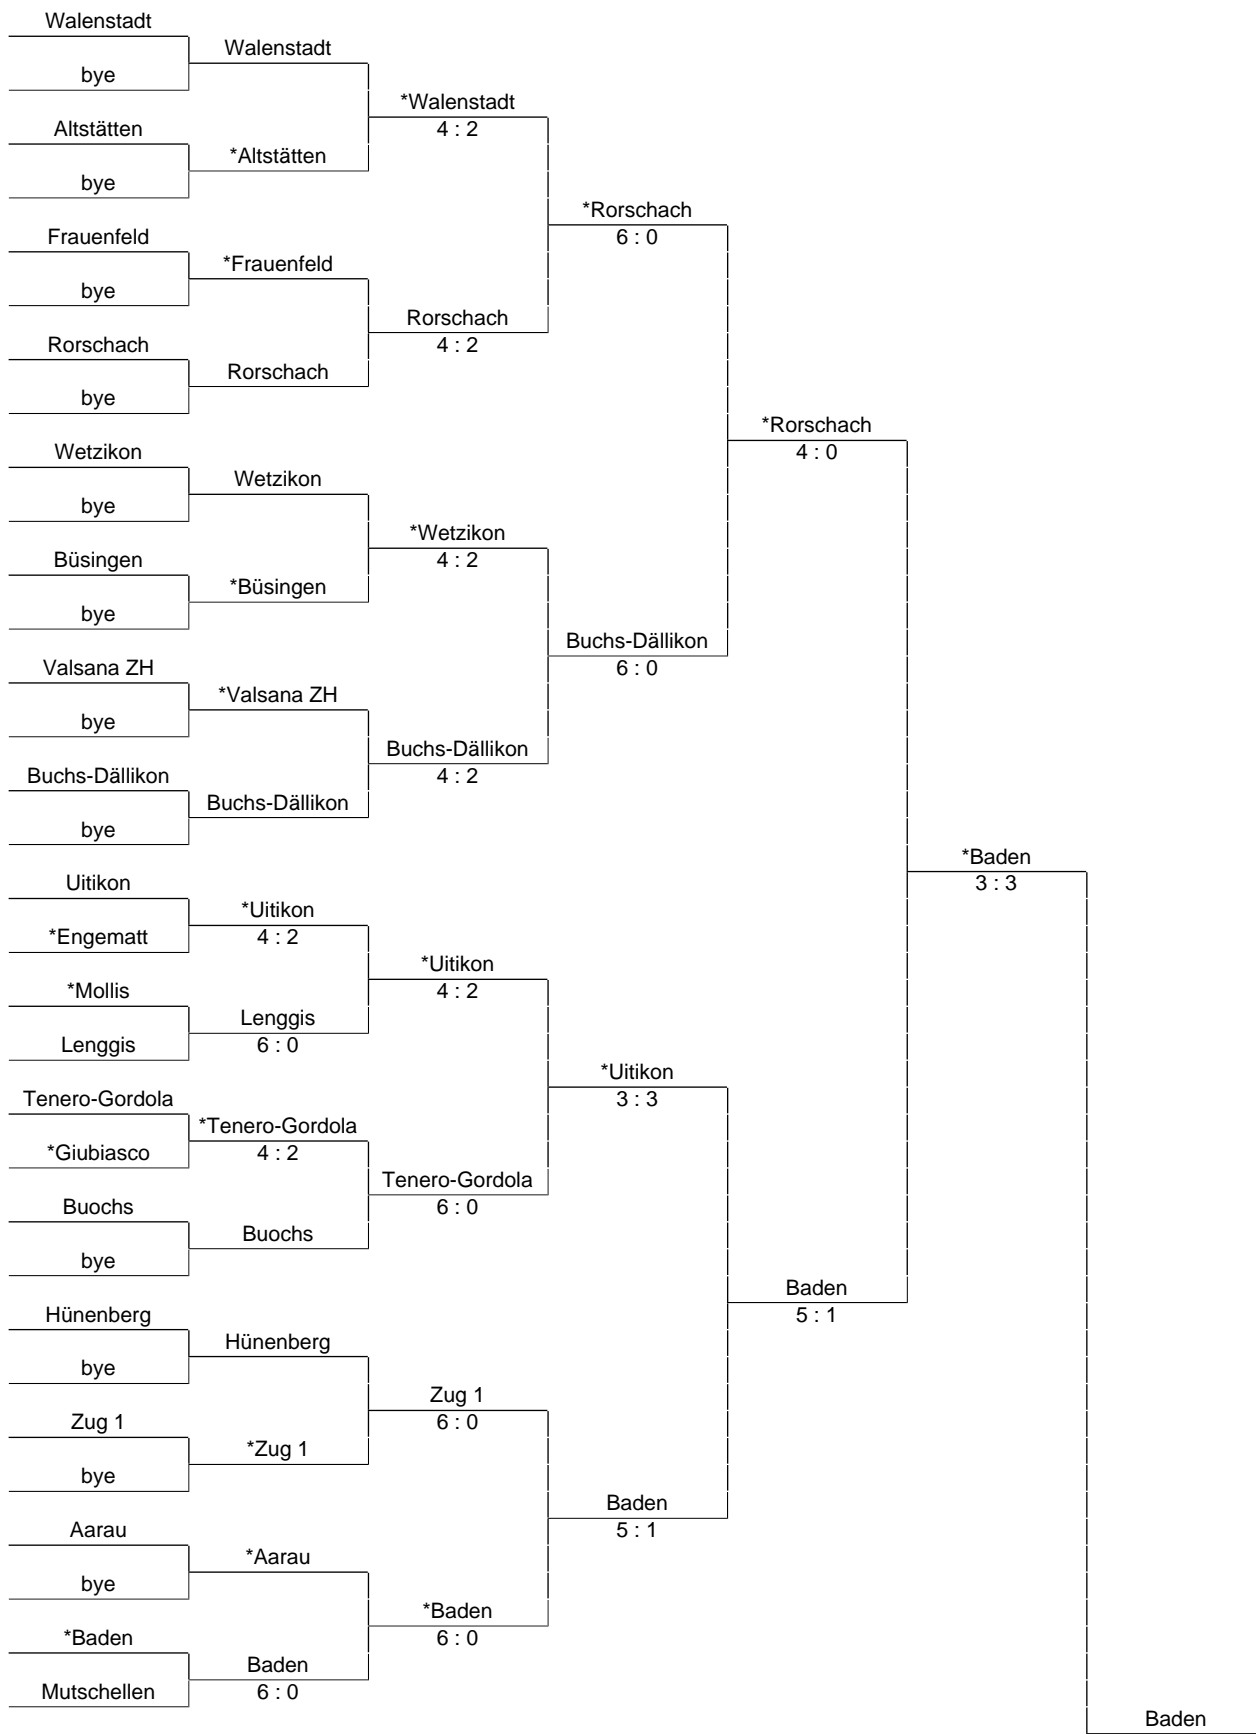 Walenstadt
bye
Altstätten
bye
Frauenfeld
bye
Rorschach
bye
Wetzikon
bye
Büsingen
bye
Valsana ZH
bye
Buchs-Dällikon
bye
Uitikon
*Engematt
*Mollis
Lenggis
Tenero-Gordola
*Giubiasco
Buochs
bye
Hünenberg
bye
Zug 1
bye
Aarau
bye
*Baden
Mutschellen
Walenstadt
*Altstätten
*Frauenfeld
Rorschach
Wetzikon
*Büsingen
*Valsana ZH
Buchs-Dällikon
*Uitikon
4 : 2
Lenggis
6 : 0
*Tenero-Gordola
4 : 2
Buochs
Hünenberg
*Zug 1
*Aarau
Baden
6 : 0
*Walenstadt
4 : 2
Rorschach
4 : 2
*Wetzikon
4 : 2
Buchs-Dällikon
4 : 2
*Uitikon
4 : 2
Tenero-Gordola
6 : 0
Zug 1
6 : 0
*Baden
6 : 0
*Rorschach
6 : 0
Buchs-Dällikon
6 : 0
*Uitikon
3 : 3
Baden
5 : 1
*Rorschach
4 : 0
Baden
5 : 1
*Baden
3 : 3
Baden